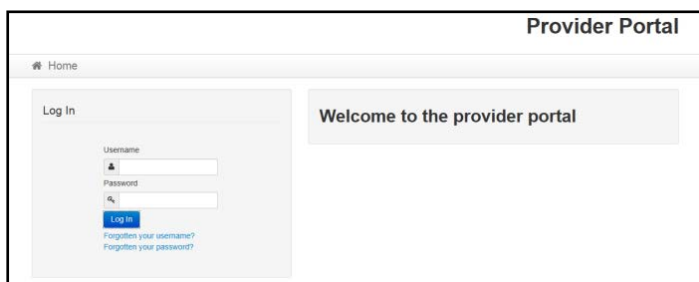 Provider Portal
Home
Log In
Username
Password
Log In
Forgotten your username?
Forgotten your password?
Welcome to the provider portal